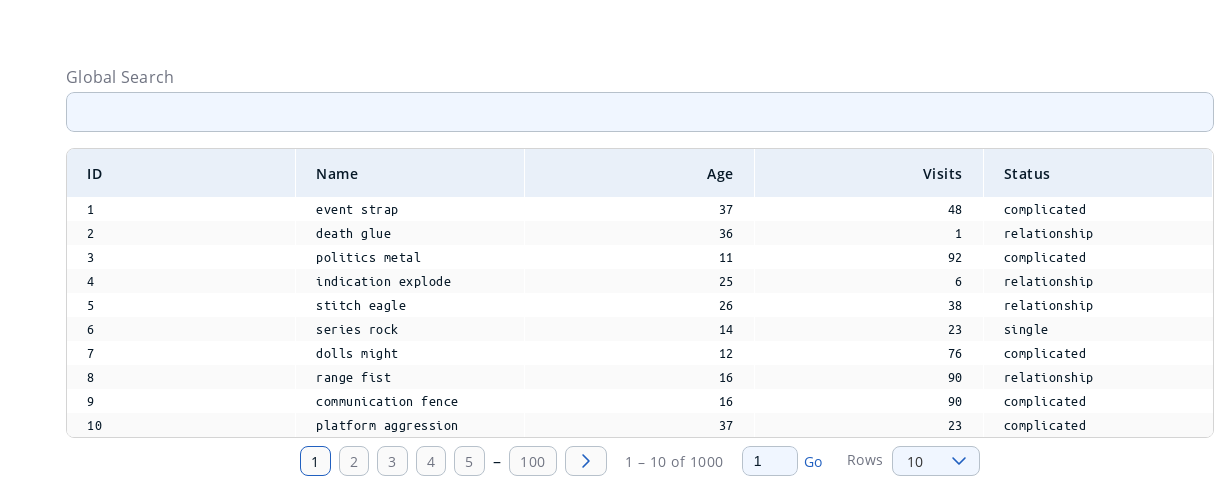 Global Search
ID Name Age Visits Status
1 event strap 37 48 complicated
2 death glue 36 1 relationship
3 politics metal 11 92 complicated
4 indication explode 25 6 relationship
5 stitch eagle 26 38 relationship
6 series rock 14 23 single
7 dolls might 12 76 complicated
8 range fist 16 90 relationship
9 communication fence 16 90 complicated
10 platform aggression 37 23 complicated
1 2 3 4 5 – 100 1 – 10 of 1000 1 Go Rows 10